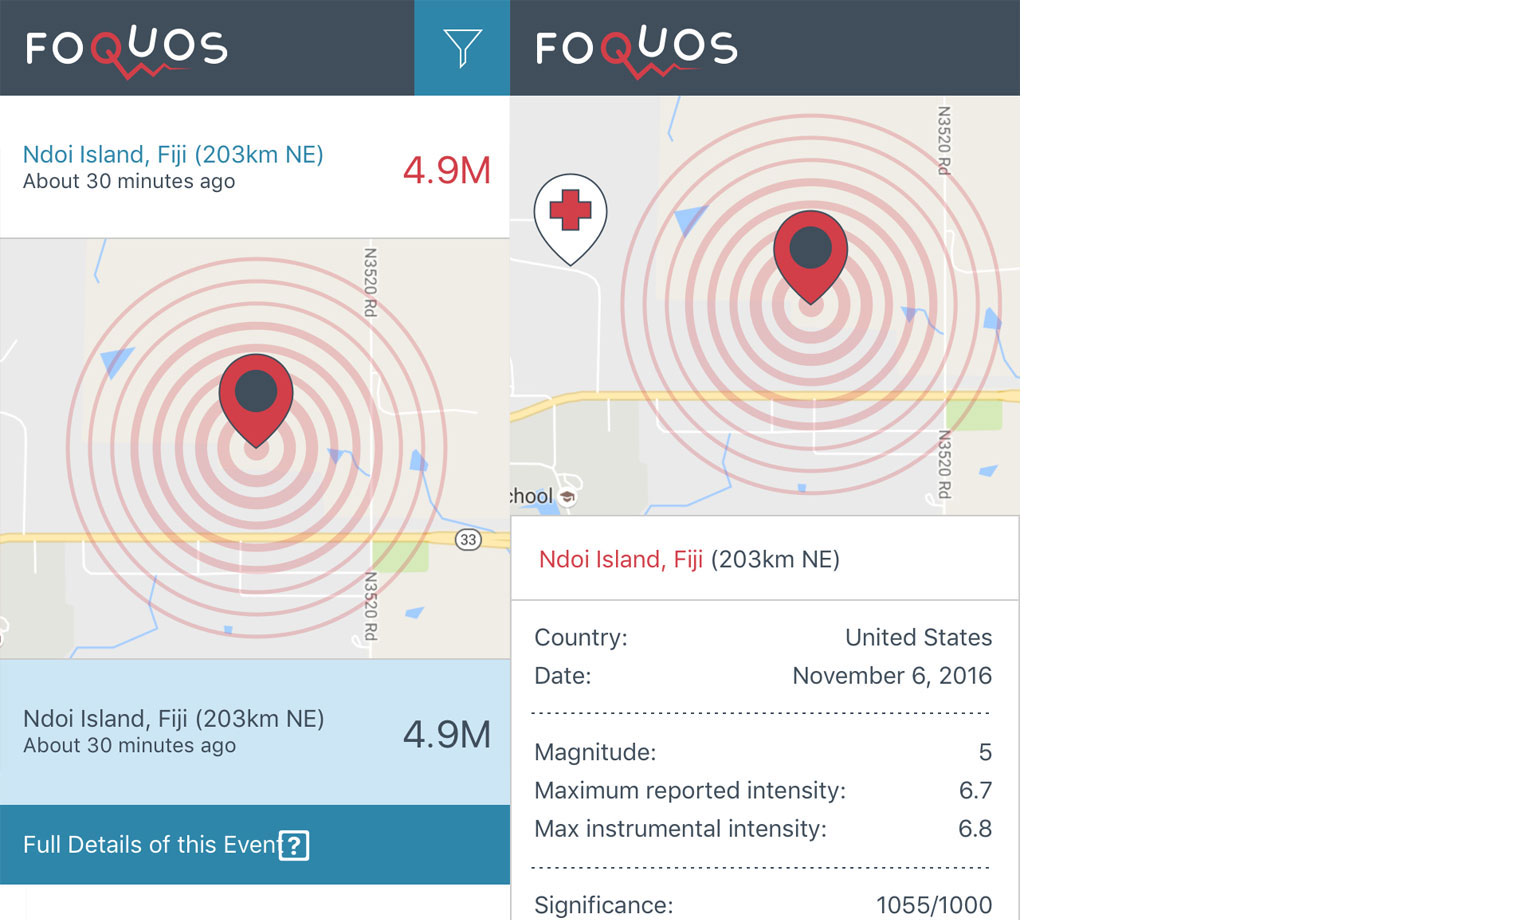 FOQUOS
Ndoi Island, Fiji (203km NE)
About 30 minutes ago
4.9M
N3520 Rd
33
N3520 Rd
Ndoi Island, Fiji (203km NE)
About 30 minutes ago
4.9M
Full Details of this Event ?
FOQUOS
N3520 Rd
N3520 Rd
chool
Ndoi Island, Fiji (203km NE)
Country: United States
Date: November 6, 2016
Magnitude: 5
Maximum reported intensity: 6.7
Max instrumental intensity: 6.8
Significance: 1055/1000